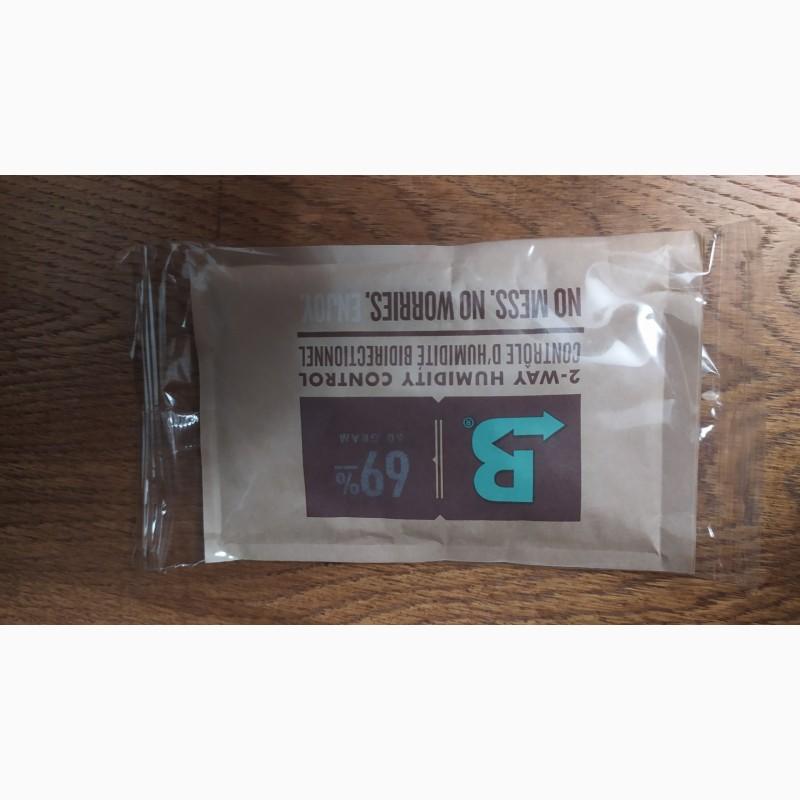 B®
69%
60 GRAM
2-WAY HUMIDITY CONTROL
CONTRÔLE D'HUMIDITÉ BIDIRECTIONNEL
NO MESS. NO WORRIES. ENJOY.